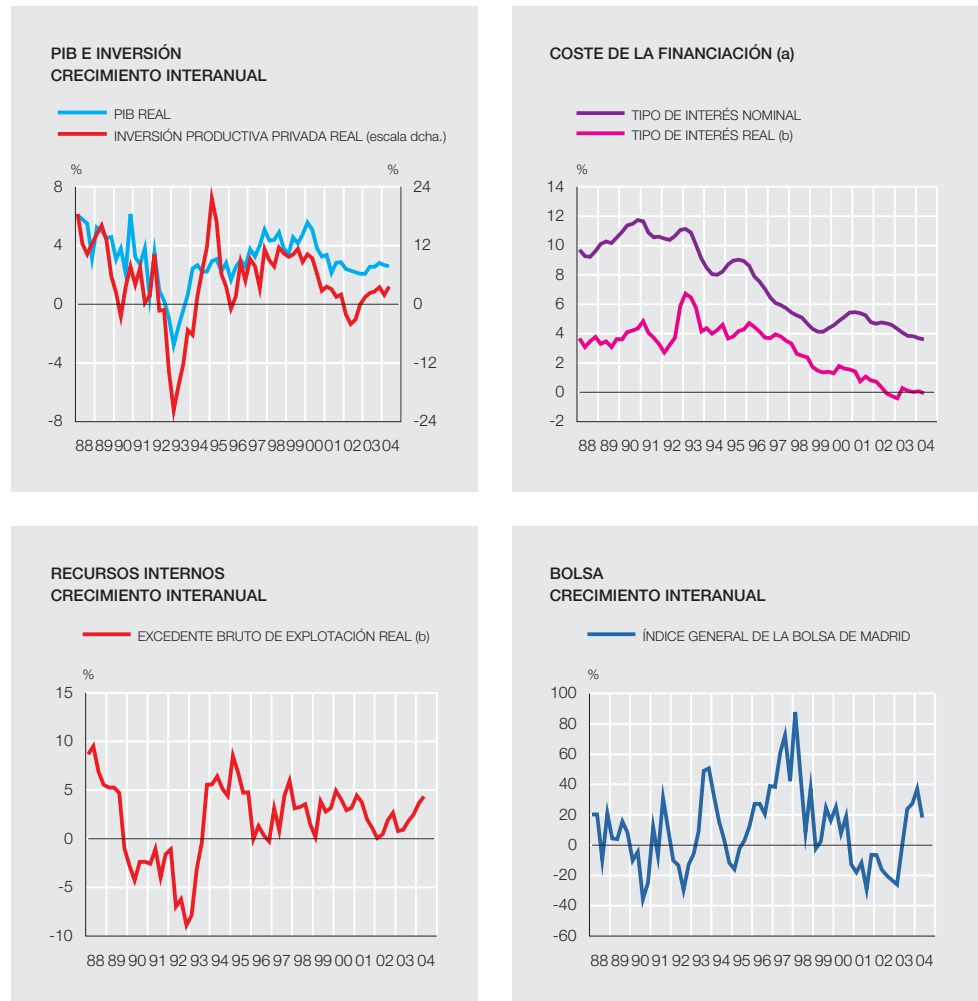 PIB E INVERSIÓN
CRECIMIENTO INTERANUAL
PIB REAL
INVERSIÓN PRODUCTIVA PRIVADA REAL (escala dcha.)
% %
8 24
4 12
0 0
-4 -12
-8 -24
88 89 90 91 92 93 94 95 96 97 98 99 00 01 02 03 04
COSTE DE LA FINANCIACIÓN (a)
TIPO DE INTERÉS NOMINAL
TIPO DE INTERÉS REAL (b)
%
14
12
10
8
6
4
2
0
-2
88 89 90 91 92 93 94 95 96 97 98 99 00 01 02 03 04
RECURSOS INTERNOS
CRECIMIENTO INTERANUAL
EXCEDENTE BRUTO DE EXPLOTACIÓN REAL (b)
%
15
10
5
0
-5
-10
88 89 90 91 92 93 94 95 96 97 98 99 00 01 02 03 04
BOLSA
CRECIMIENTO INTERANUAL
ÍNDICE GENERAL DE LA BOLSA DE MADRID
%
100
80
60
40
20
0
-20
-40
-60
88 89 90 91 92 93 94 95 96 97 98 99 00 01 02 03 04